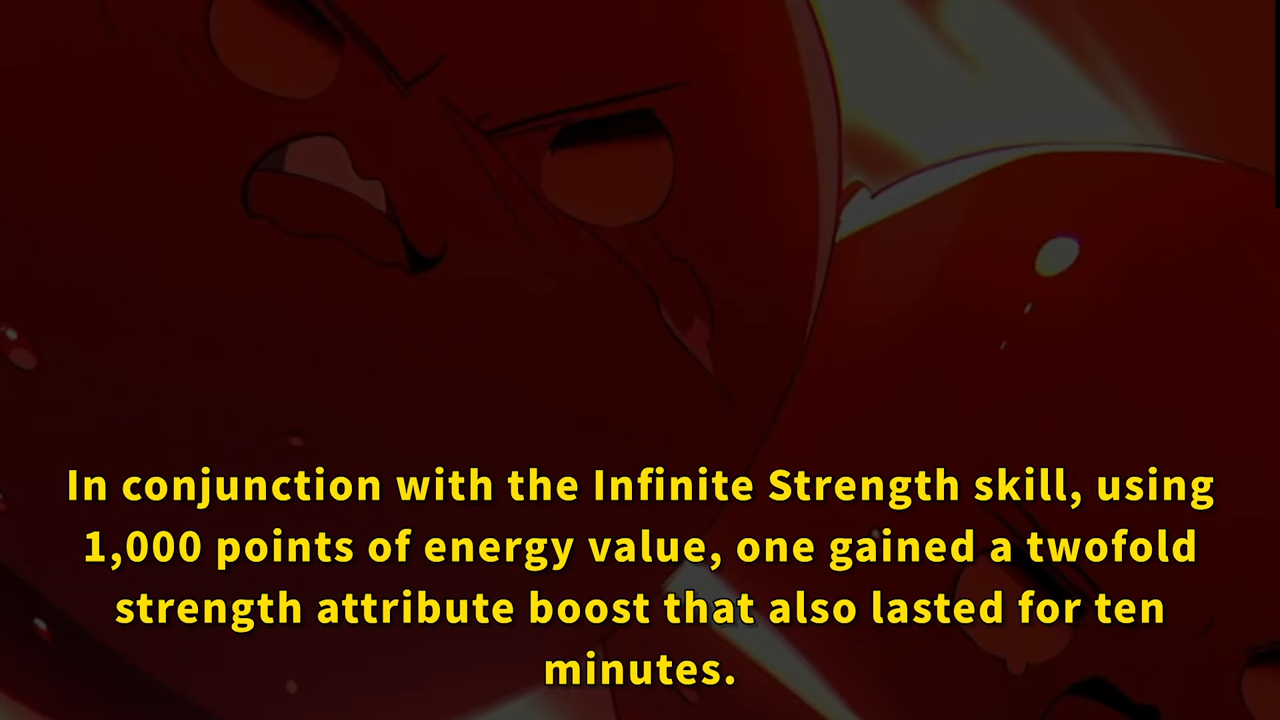 In conjunction with the Infinite Strength skill, using
1,000 points of energy value, one gained a twofold
strength attribute boost that also lasted for ten
minutes.